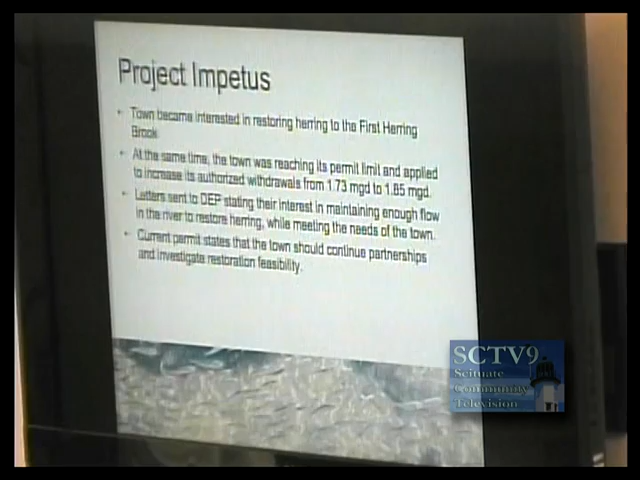 Project Impetus
• Town became interested in restoring herring to the First Herring
Brook
• At the same time, the town was reaching its permit limit and applied
to increase its authorized withdrawals from 1.73 mgd to 1.85 mgd.
• Letters sent to DEP stating their interest in maintaining enough flow
in the river to restore herring, while meeting the needs of the town.
• Current permit states that the town should continue partnerships
and investigate restoration feasibility.
SCTV9
Scituate
Community
Television